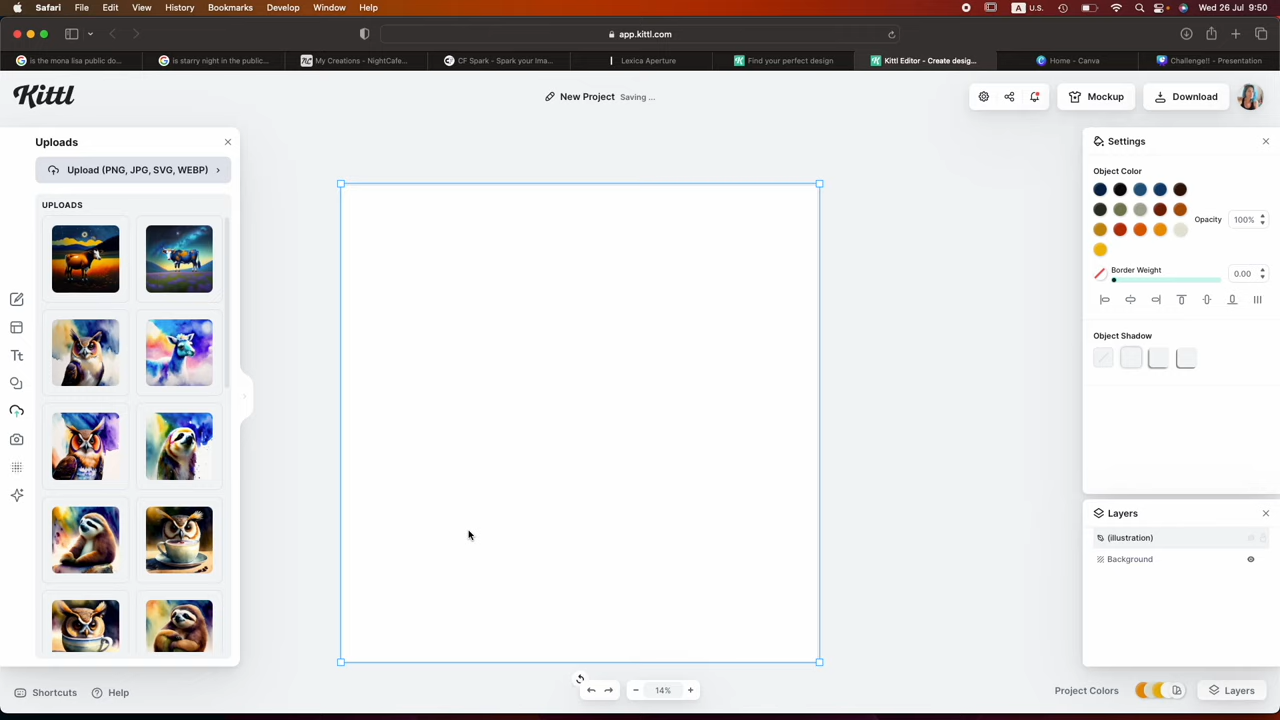 Safari File Edit View History Bookmarks Develop Window Help A U.S. Wed 26 Jul 9:50
app.kittl.com
is the mona lisa public do... is starry night in the public... My Creations - NightCafe... CF Spark - Spark your Ima... Lexica Aperture Find your perfect design Kittl Editor - Create desig... Home - Canva Challenge!! - Presentation
Kittl New Project Saving ... Mockup Download
Uploads
Upload (PNG, JPG, SVG, WEBP)
UPLOADS
Settings
Object Color
Opacity 100%
Border Weight 0.00
Object Shadow
Layers
(illustration)
Background
Shortcuts Help 14% Project Colors Layers